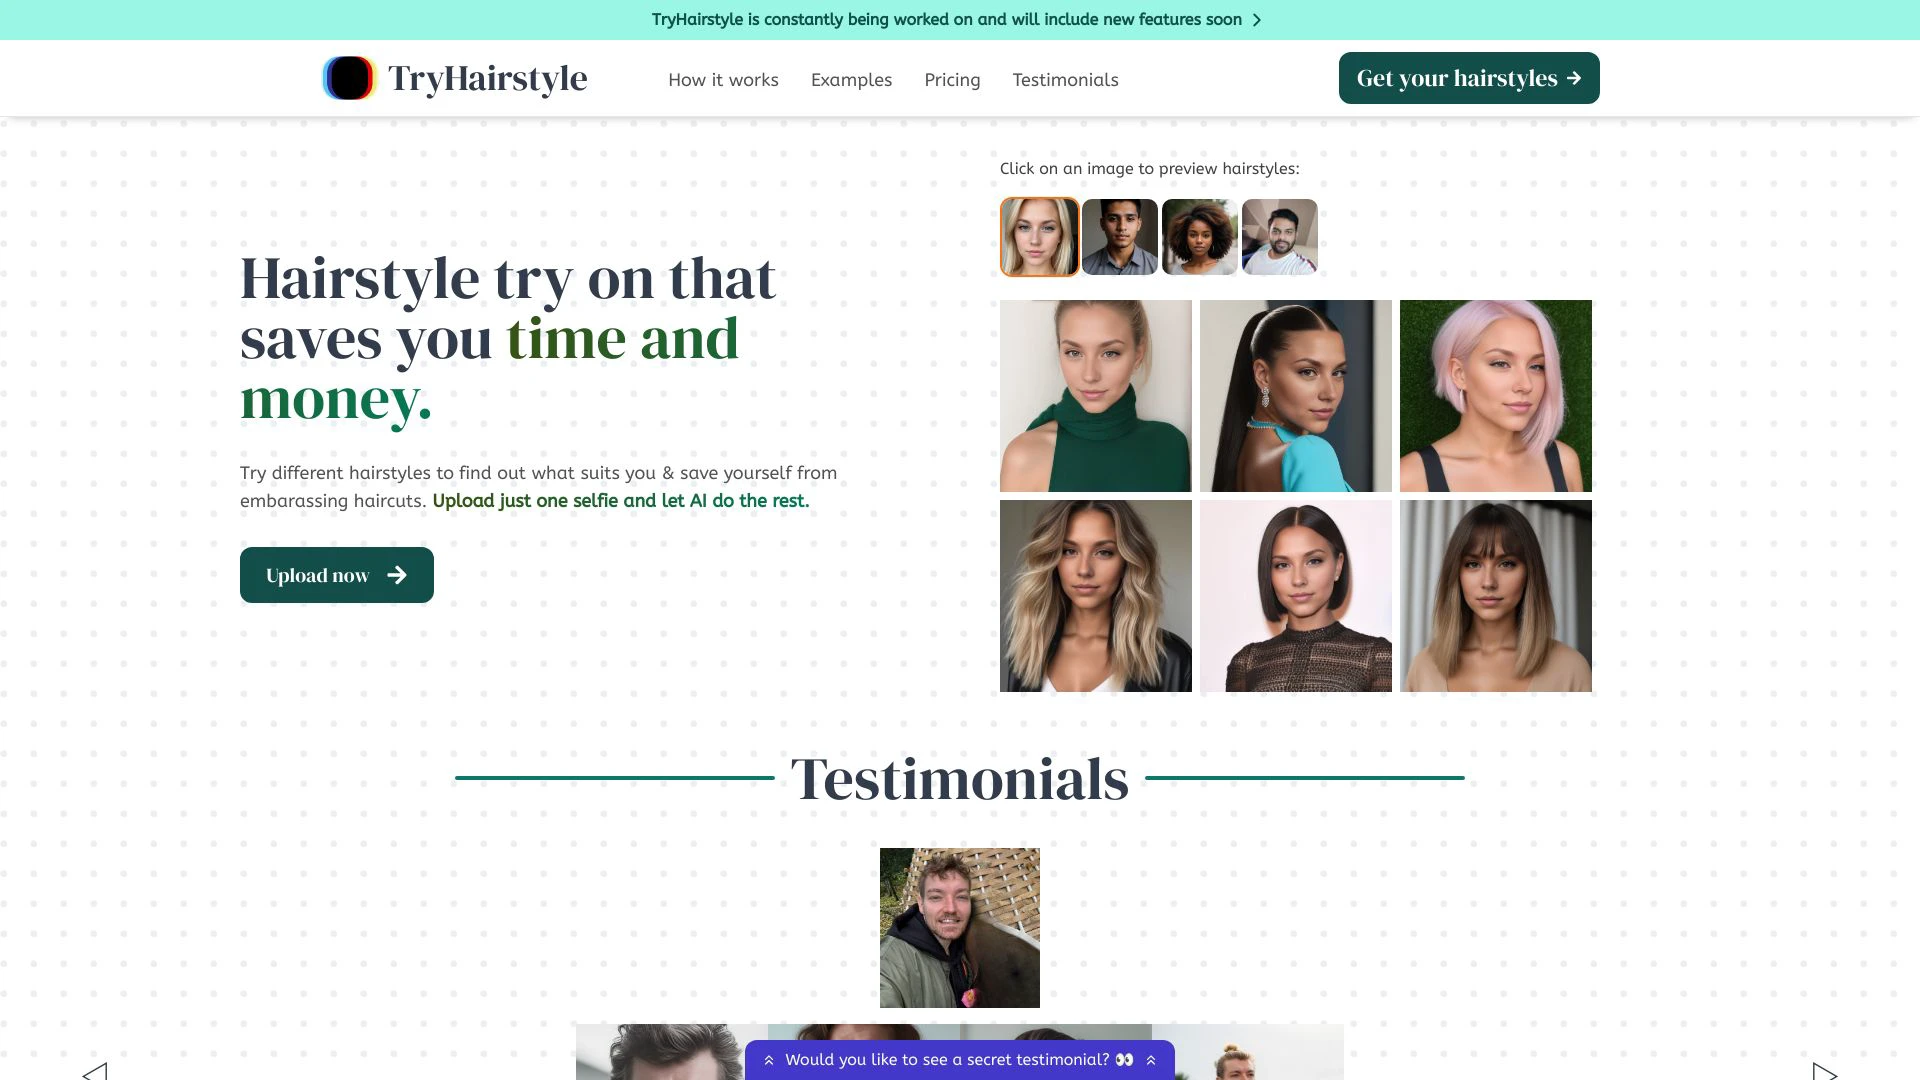 TryHairstyle is constantly being worked on and will include new features soon
TryHairstyle
How it works
Examples
Pricing
Testimonials
Get your hairstyles
Click on an image to preview hairstyles:
Hairstyle try on that
saves you time and
money.
Try different hairstyles to find out what suits you & save yourself from
embarassing haircuts. Upload just one selfie and let AI do the rest.
Upload now
Testimonials
Would you like to see a secret testimonial? 👀